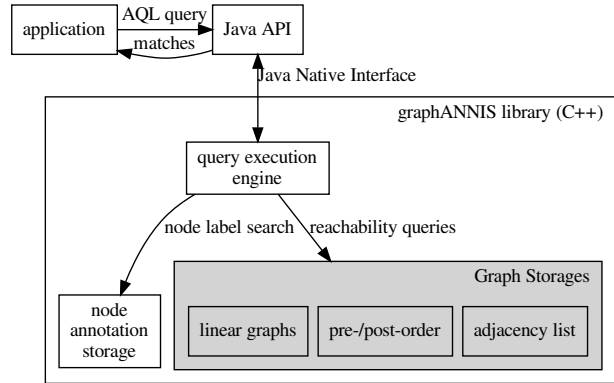 application
AQL query
Java API
matches
Java Native Interface
graphANNIS library (C++)
query execution
engine
node label search
reachability queries
Graph Storages
node
annotation
storage
linear graphs
pre-/post-order
adjacency list